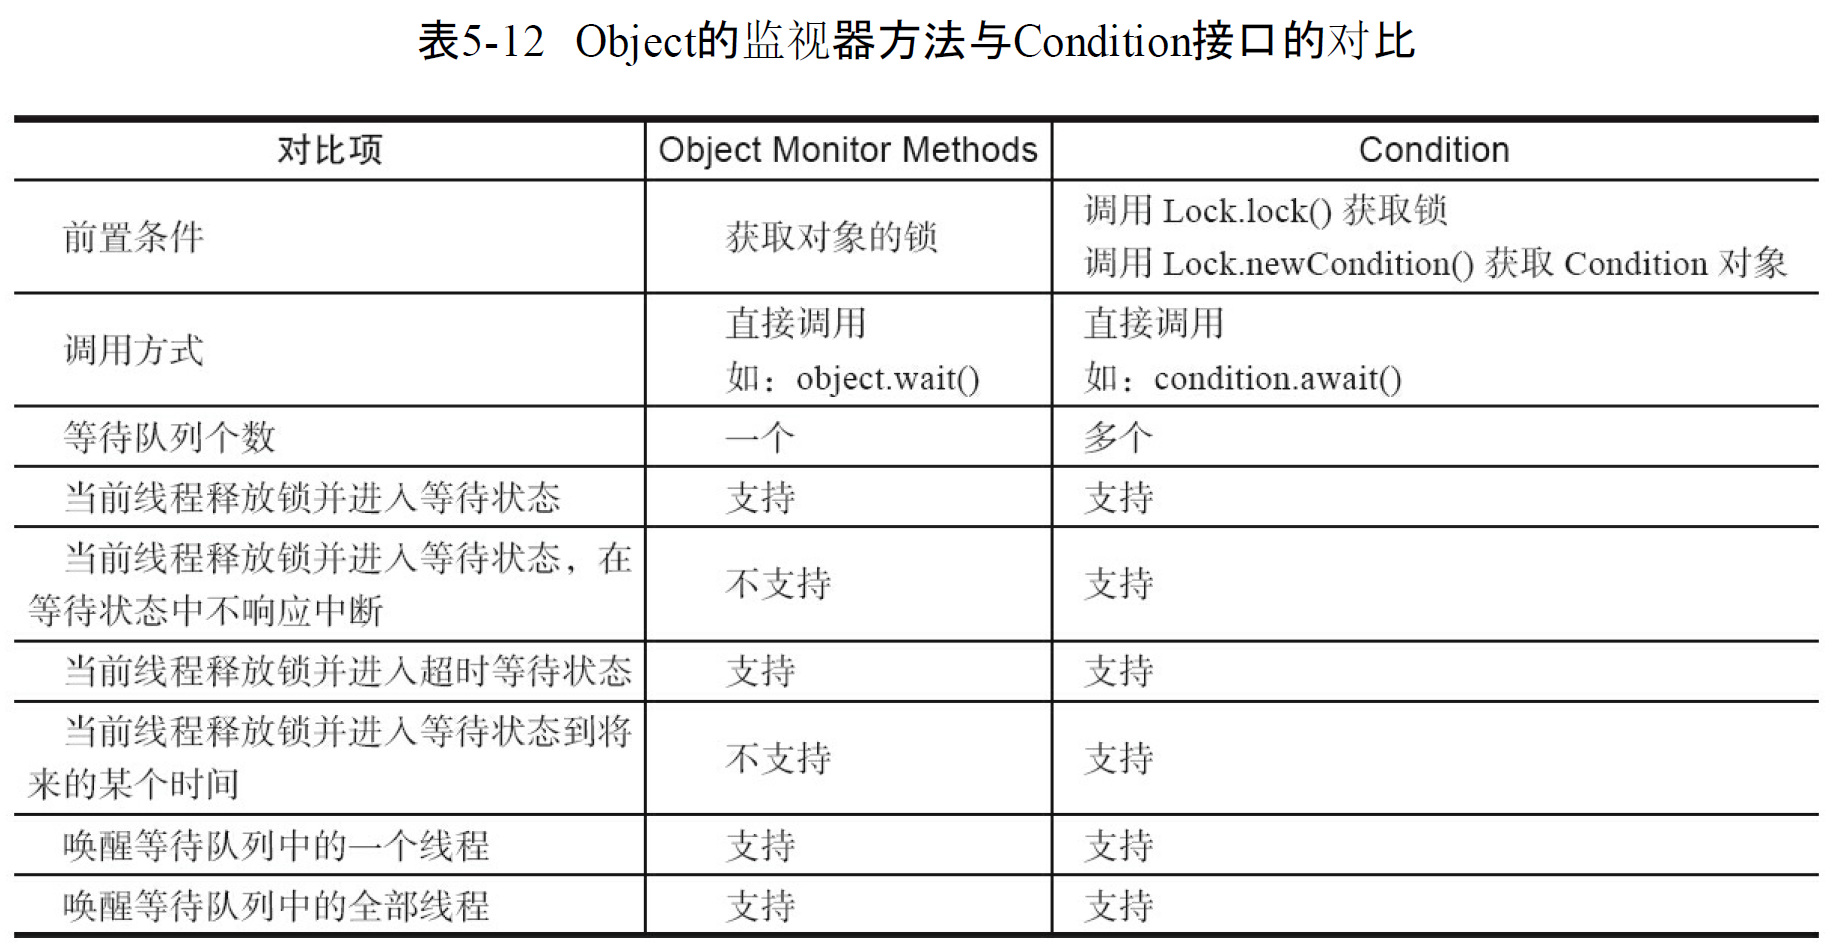 表5-12 Object的监视器方法与Condition接口的对比
对比项 Object Monitor Methods Condition
前置条件 获取对象的锁 调用 Lock.lock() 获取锁
调用 Lock.newCondition() 获取 Condition 对象
调用方式 直接调用 直接调用
如：object.wait() 如：condition.await()
等待队列个数 一个 多个
当前线程释放锁并进入等待状态 支持 支持
当前线程释放锁并进入等待状态，在
等待状态中不响应中断 不支持 支持
当前线程释放锁并进入超时等待状态 支持 支持
当前线程释放锁并进入等待状态到将
来的某个时间 不支持 支持
唤醒等待队列中的一个线程 支持 支持
唤醒等待队列中的全部线程 支持 支持